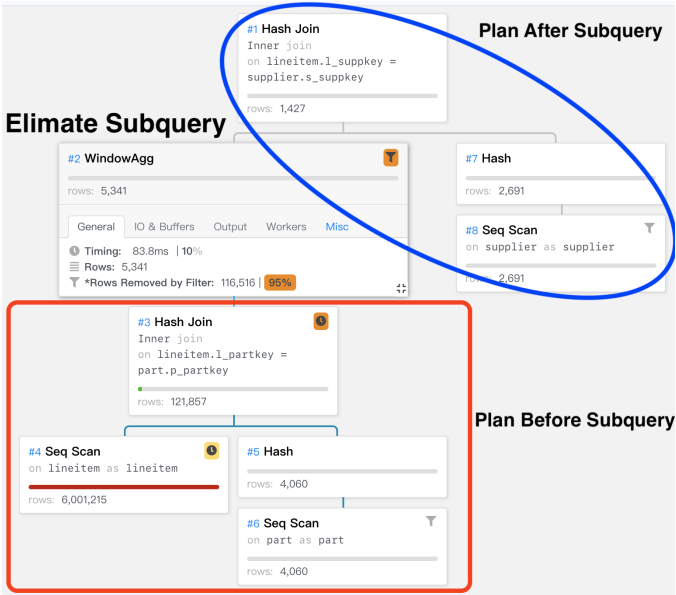 Plan After Subquery
#1 Hash Join
Inner join
on lineitem.l_suppkey =
supplier.s_suppkey
rows: 1,427
Elimate Subquery
#2 WindowAgg
rows: 5,341
General IO & Buffers Output Workers Misc
Timing: 83.8ms | 10%
Rows: 5,341
*Rows Removed by Filter: 116,516 | 95%
#7 Hash
rows: 2,691
#8 Seq Scan
on supplier as supplier
rows: 2,691
#3 Hash Join
Inner join
on lineitem.l_partkey =
part.p_partkey
rows: 121,857
Plan Before Subquery
#4 Seq Scan
on lineitem as lineitem
rows: 6,001,215
#5 Hash
rows: 4,060
#6 Seq Scan
on part as part
rows: 4,060